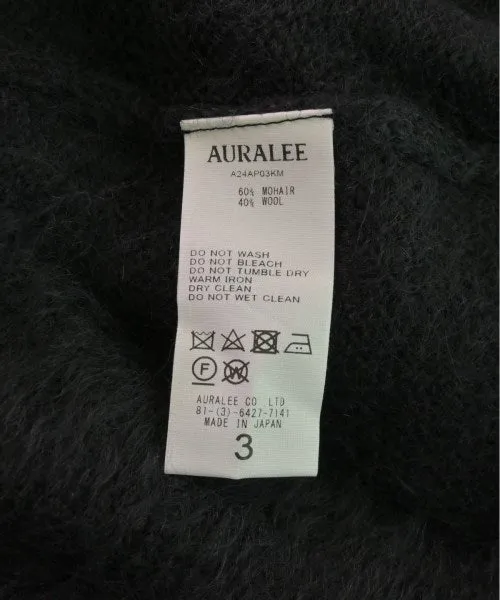 AURALEE
A24AP03KM
60% MOHAIR
40% WOOL
DO NOT WASH
DO NOT BLEACH
DO NOT TUMBLE DRY
WARM IRON
DRY CLEAN
DO NOT WET CLEAN
F W
AURALEE CO LTD
81-(3)-6427-7141
MADE IN JAPAN
3